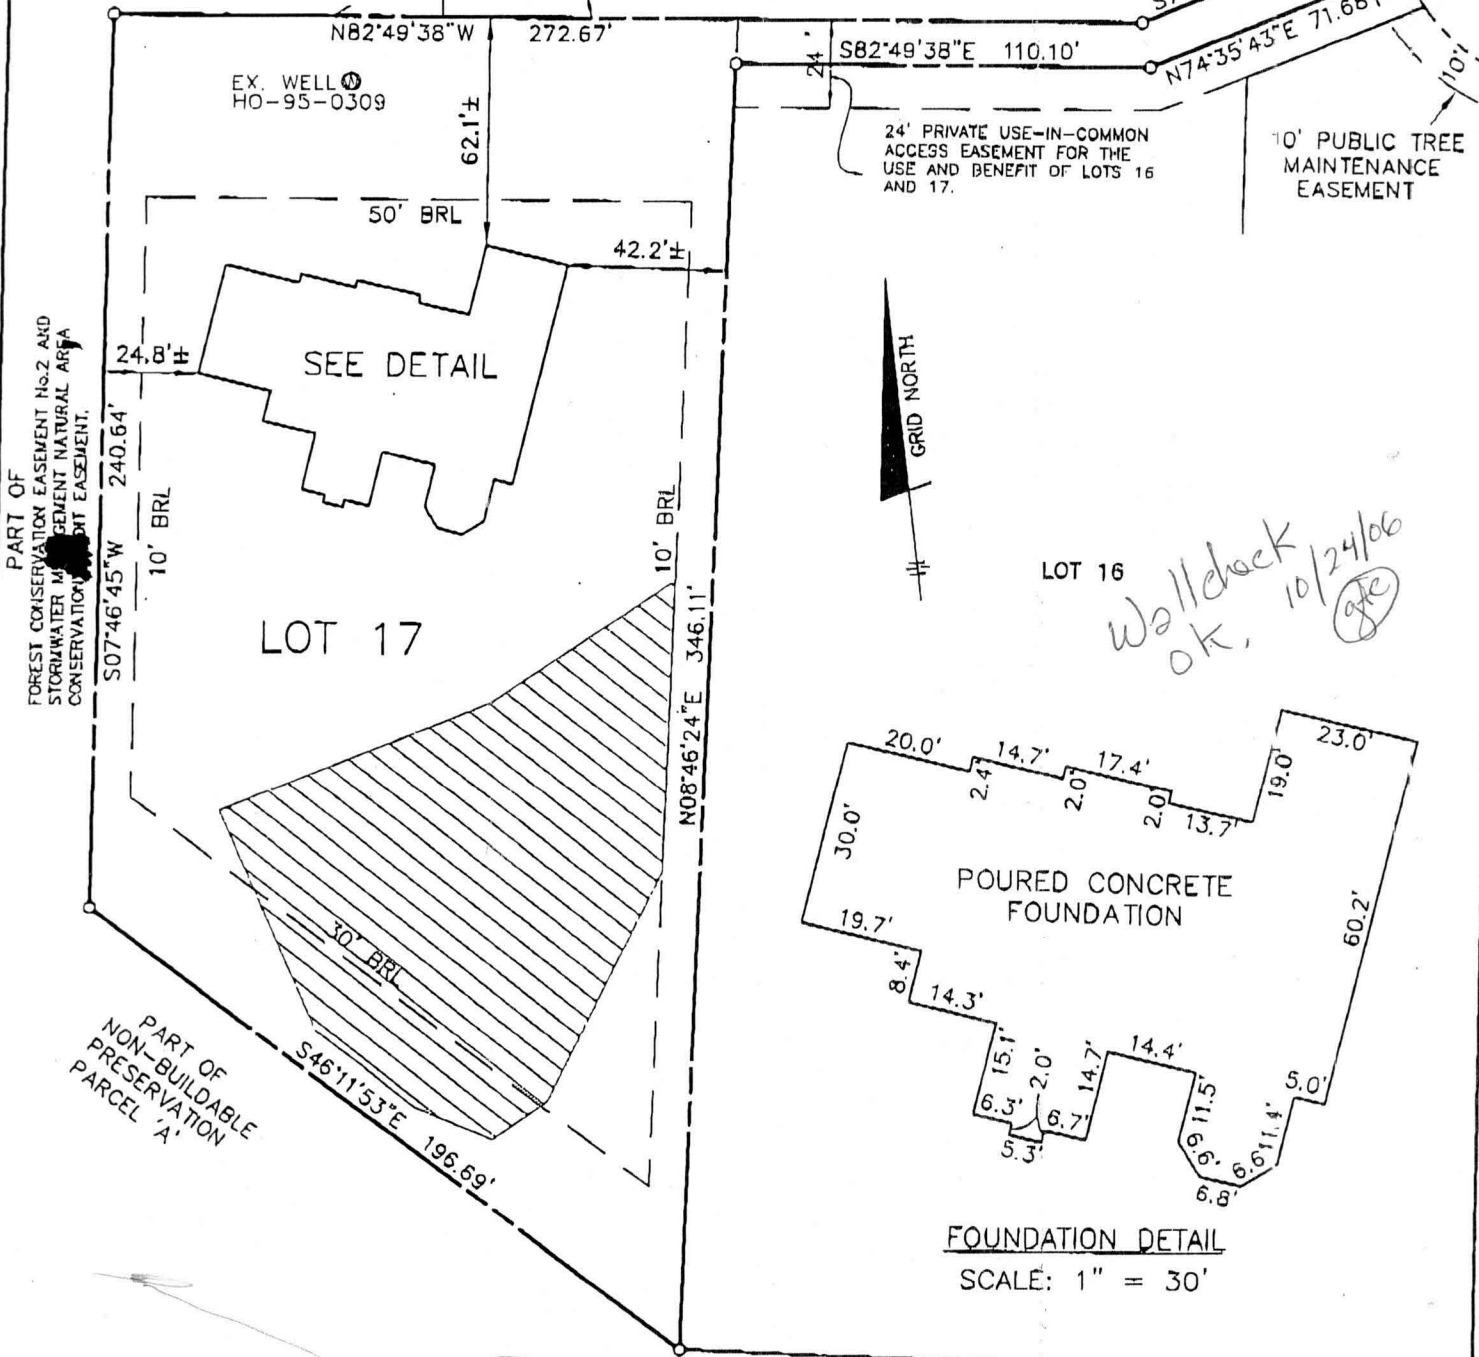 N82°49'38"W 272.67'
S82°49'38"E 110.10'
N74°35'43"E 71.68'
24'
EX. WELL
HO-95-0309
62.1'±
24' PRIVATE USE-IN-COMMON
ACCESS EASEMENT FOR THE
USE AND BENEFIT OF LOTS 16
AND 17.
10'
10' PUBLIC TREE
MAINTENANCE
EASEMENT
50' BRL
42.2'±
24.8'±
SEE DETAIL
GRID NORTH
PART OF
FOREST CONSERVATION EASEMENT No.2 AND
STORMWATER GEMENT NATURAL AREA
CONSERVATION EASEMENT.
S07°46'45"W 240.64'
10' BRL
10' BRL
LOT 17
N08°46'24"E 346.11'
LOT 16
Wallcheck
OK.
10/24/06
30' BRL
S46°11'53"E 196.69'
PART OF
NON-BUILDABLE
PRESERVATION
PARCEL 'A'
20.0'
14.7'
17.4'
23.0'
2.4'
2.0'
2.0'
13.7'
19.0'
30.0'
POURED CONCRETE
FOUNDATION
60.2'
19.7'
8.4'
14.3'
15.1'
2.0'
14.7'
14.4'
11.5'
5.0'
6.3'
6.7'
5.3'
9.6'
6.8'
6.6'
11.4'
FOUNDATION DETAIL
SCALE: 1" = 30'